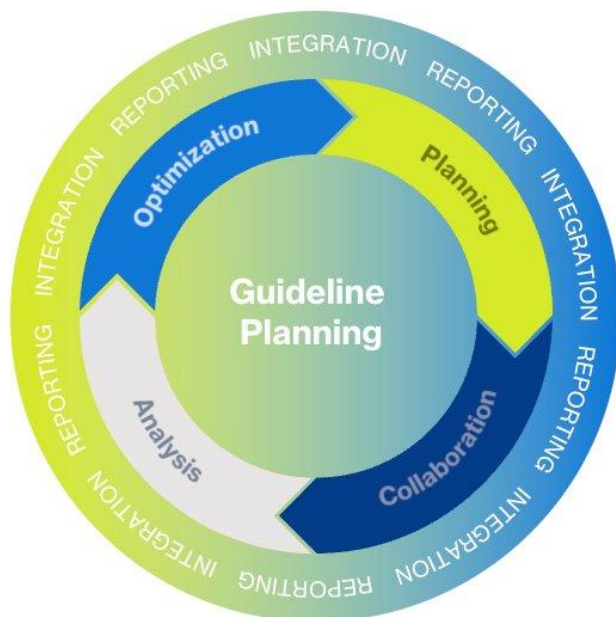 INTEGRATION REPORTING INTEGRATION REPORTING INTEGRATION REPORTING INTEGRATION REPORTING INTEGRATION REPORTING
Planning
Collaboration
Analysis
Optimization
Guideline
Planning